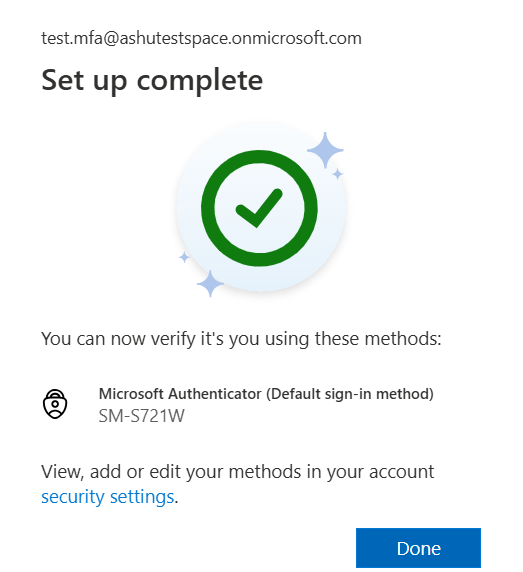 test.mfa@ashutestspace.onmicrosoft.com
Set up complete
You can now verify it's you using these methods:
Microsoft Authenticator (Default sign-in method)
SM-S721W
View, add or edit your methods in your account
security settings.
Done